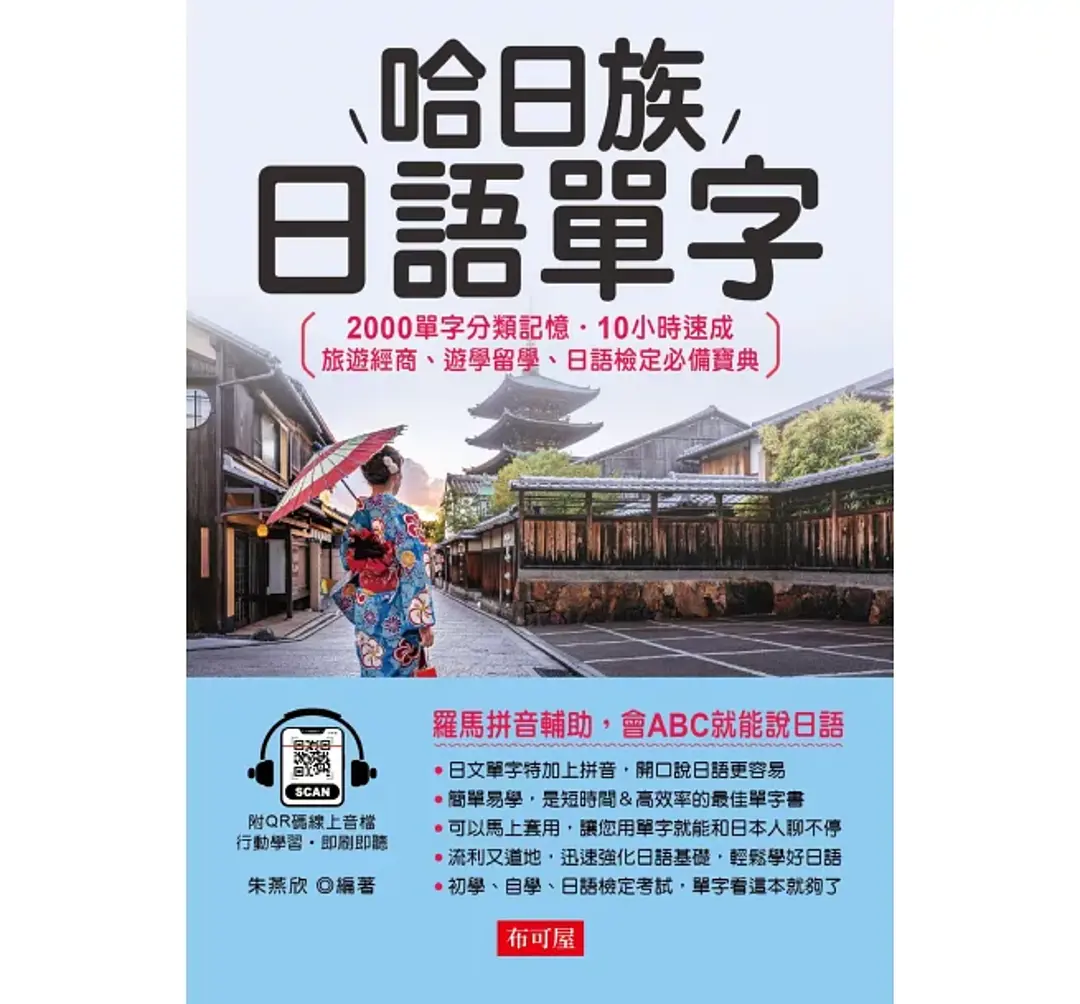 哈日族
日語單字
2000單字分類記憶・10小時速成
旅遊經商、遊學留學、日語檢定必備寶典
羅馬拼音輔助，會ABC就能說日語
• 日文單字特加上拼音，開口說日語更容易
• 簡單易學，是短時間＆高效率的最佳單字書
• 可以馬上套用，讓您用單字就能和日本人聊不停
• 流利又道地，迅速強化日語基礎，輕鬆學好日語
• 初學、自學、日語檢定考試，單字看這本就夠了
SCAN
附QR碼線上音檔
行動學習・即刷即聽
朱燕欣 ◎編著
布可屋